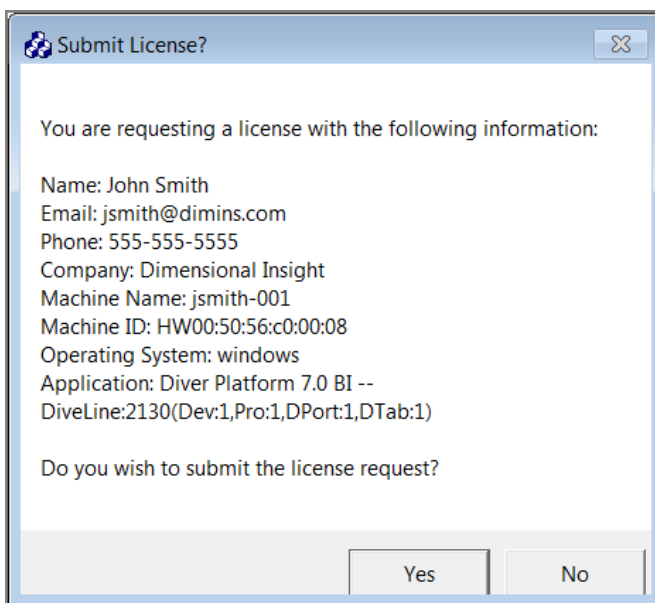 Submit License?
You are requesting a license with the following information:
Name: John Smith
Email: jsmith@dimins.com
Phone: 555-555-5555
Company: Dimensional Insight
Machine Name: jsmith-001
Machine ID: HW00:50:56:c0:00:08
Operating System: windows
Application: Diver Platform 7.0 BI --
DiveLine:2130(Dev:1,Pro:1,DPort:1,DTab:1)
Do you wish to submit the license request?
Yes No